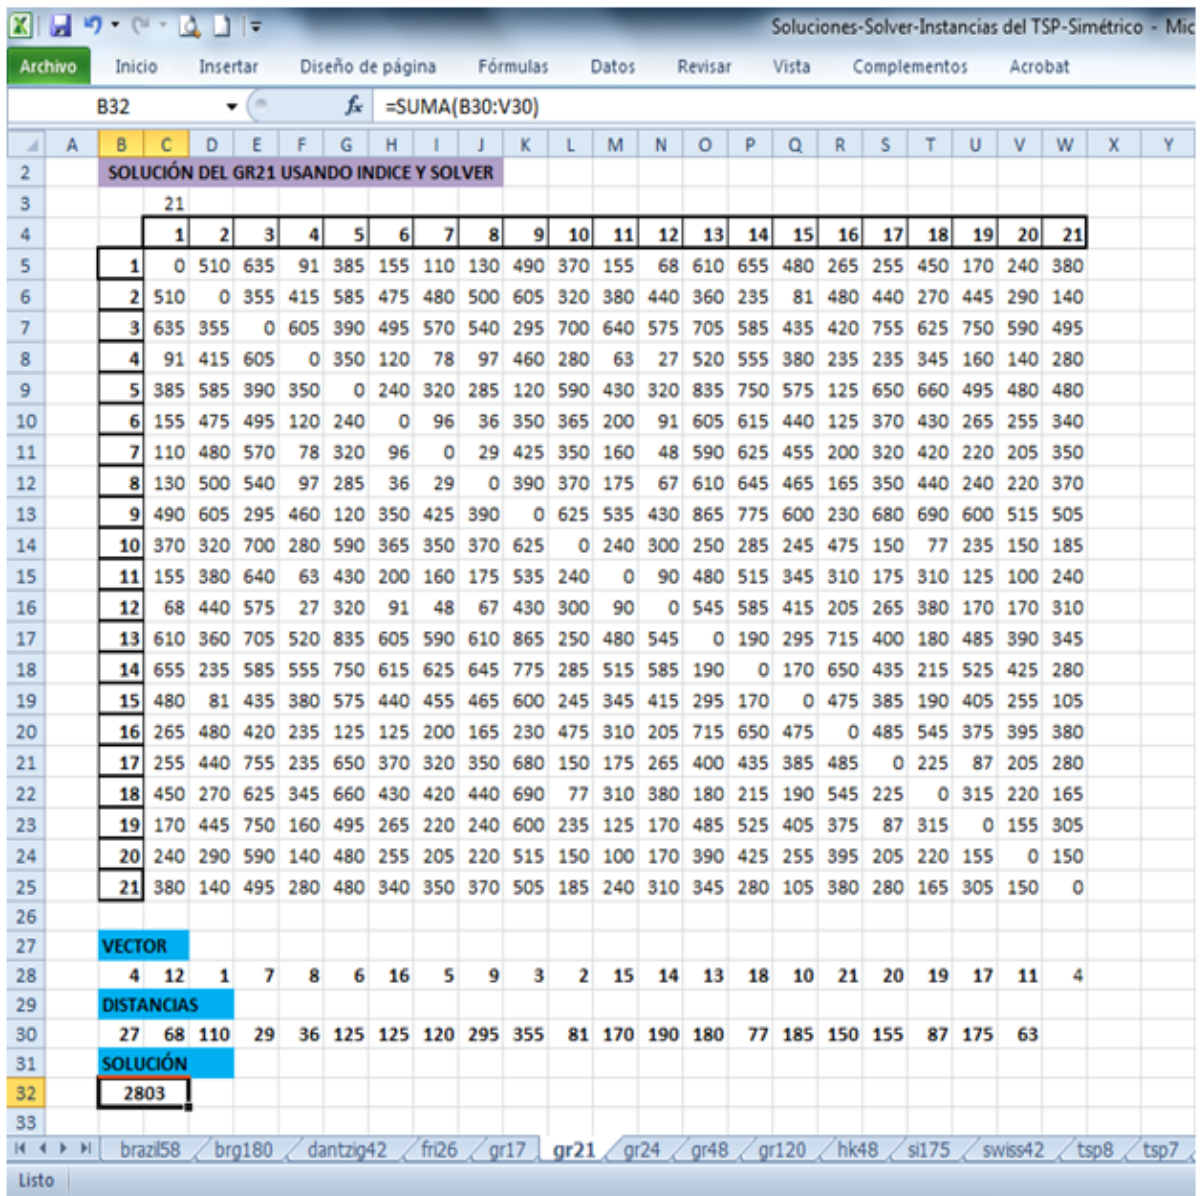 Soluciones-Solver-Instancias del TSP-Simétrico - Mic
Archivo Inicio Insertar Diseño de página Fórmulas Datos Revisar Vista Complementos Acrobat
B32 fx =SUMA(B30:V30)
A B C D E F G H I J K L M N O P Q R S T U V W X Y
2 SOLUCIÓN DEL GR21 USANDO INDICE Y SOLVER
3 21
4 1 2 3 4 5 6 7 8 9 10 11 12 13 14 15 16 17 18 19 20 21
5 1 0 510 635 91 385 155 110 130 490 370 155 68 610 655 480 265 255 450 170 240 380
6 2 510 0 355 415 585 475 480 500 605 320 380 440 360 235 81 480 440 270 445 290 140
7 3 635 355 0 605 390 495 570 540 295 700 640 575 705 585 435 420 755 625 750 590 495
8 4 91 415 605 0 350 120 78 97 460 280 63 27 520 555 380 235 235 345 160 140 280
9 5 385 585 390 350 0 240 320 285 120 590 430 320 835 750 575 125 650 660 495 480 480
10 6 155 475 495 120 240 0 96 36 350 365 200 91 605 615 440 125 370 430 265 255 340
11 7 110 480 570 78 320 96 0 29 425 350 160 48 590 625 455 200 320 420 220 205 350
12 8 130 500 540 97 285 36 29 0 390 370 175 67 610 645 465 165 350 440 240 220 370
13 9 490 605 295 460 120 350 425 390 0 625 535 430 865 775 600 230 680 690 600 515 505
14 10 370 320 700 280 590 365 350 370 625 0 240 300 250 285 245 475 150 77 235 150 185
15 11 155 380 640 63 430 200 160 175 535 240 0 90 480 515 345 310 175 310 125 100 240
16 12 68 440 575 27 320 91 48 67 430 300 90 0 545 585 415 205 265 380 170 170 310
17 13 610 360 705 520 835 605 590 610 865 250 480 545 0 190 295 715 400 180 485 390 345
18 14 655 235 585 555 750 615 625 645 775 285 515 585 190 0 170 650 435 215 525 425 280
19 15 480 81 435 380 575 440 455 465 600 245 345 415 295 170 0 475 385 190 405 255 105
20 16 265 480 420 235 125 125 200 165 230 475 310 205 715 650 475 0 485 545 375 395 380
21 17 255 440 755 235 650 370 320 350 680 150 175 265 400 435 385 485 0 225 87 205 280
22 18 450 270 625 345 660 430 420 440 690 77 310 380 180 215 190 545 225 0 315 220 165
23 19 170 445 750 160 495 265 220 240 600 235 125 170 485 525 405 375 87 315 0 155 305
24 20 240 290 590 140 480 255 205 220 515 150 100 170 390 425 255 395 205 220 155 0 150
25 21 380 140 495 280 480 340 350 370 505 185 240 310 345 280 105 380 280 165 305 150 0
26
27 VECTOR
28 4 12 1 7 8 6 16 5 9 3 2 15 14 13 18 10 21 20 19 17 11 4
29 DISTANCIAS
30 27 68 110 29 36 125 125 120 295 355 81 170 190 180 77 185 150 155 87 175 63
31 SOLUCIÓN
32 2803
33
brazil58 brg180 dantzig42 fri26 gr17 gr21 gr24 gr48 gr120 hk48 si175 swiss42 tsp8 tsp7
Listo